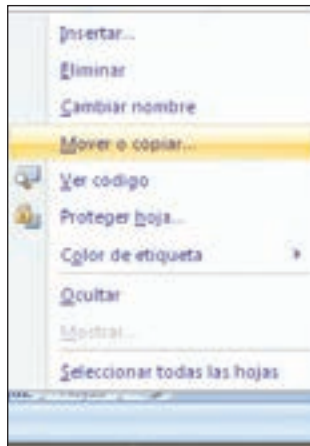 Insertar...
Eliminar
Cambiar nombre
Mover o copiar...
Ver codigo
Proteger hoja...
Color de etiqueta
Ocultar
Mostrar...
Seleccionar todas las hojas